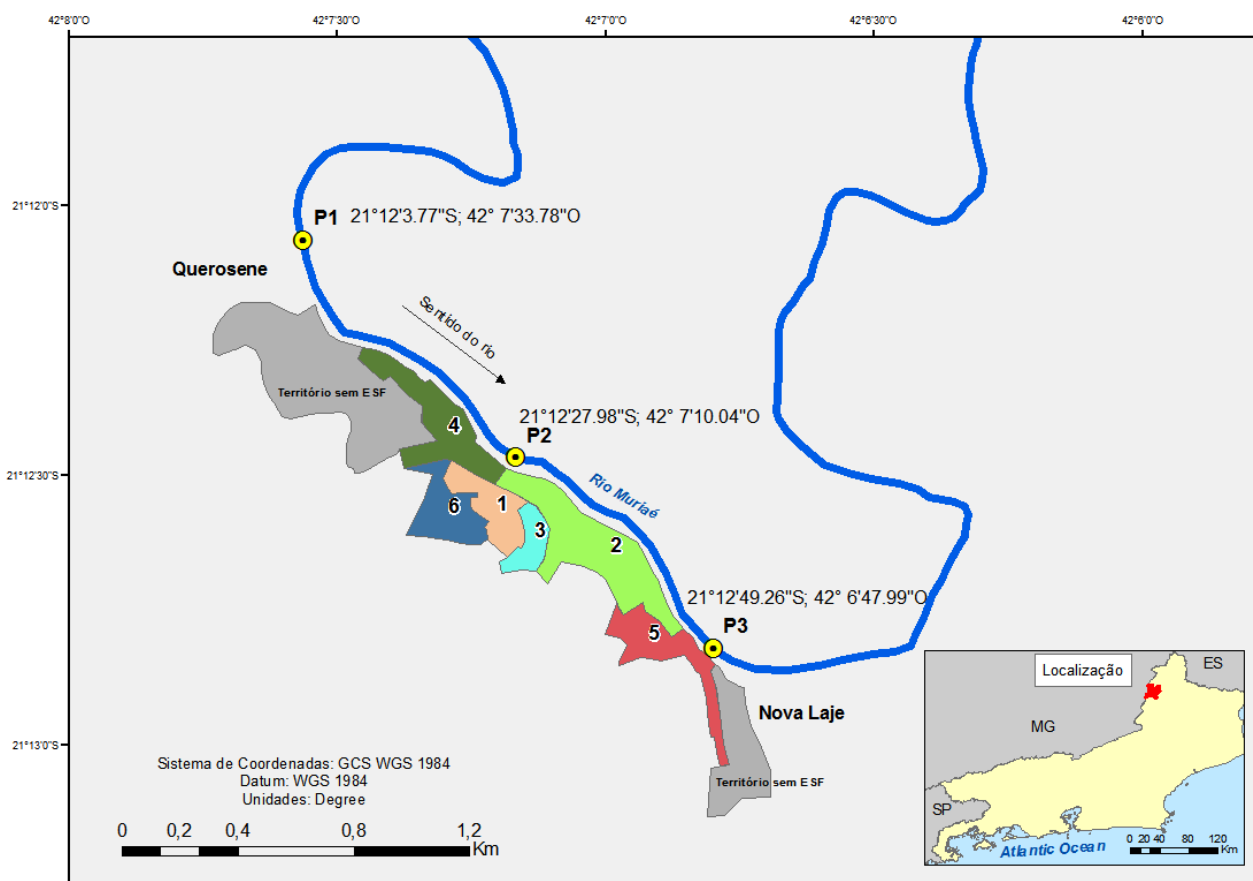 42°8'0"O
42°7'30"O
42°7'0"O
42°6'30"O
42°6'0"O
21°12'0"S
P1 21°12'3.77"S; 42° 7'33.78"O
Querosene
Sentido do rio
Território sem ESF
21°12'27.98"S; 42° 7'10.04"O
4
P2
21°12'30"S
Rio Muriaé
6
1
3
2
21°12'49.26"S; 42° 6'47.99"O
5
P3
Nova Laje
21°13'0"S
Território sem ESF
Sistema de Coordenadas: GCS WGS 1984
Datum: WGS 1984
Unidades: Degree
0 0,2 0,4 0,8 1,2
Km
Localização
ES
MG
SP
Atlantic Ocean
0 20 40 80 120
Km